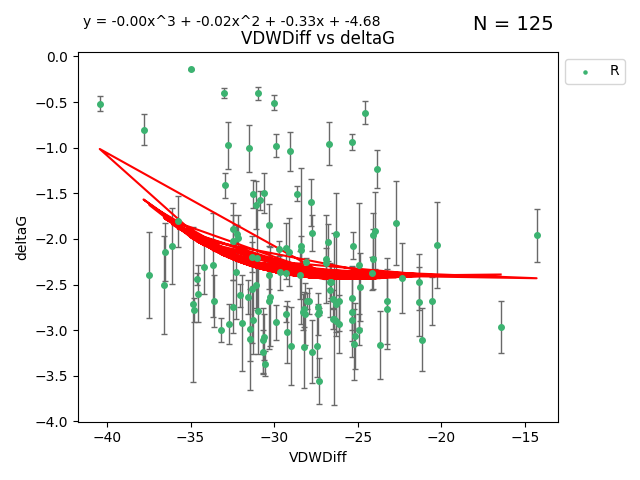 y = -0.00x^3 + -0.02x^2 + -0.33x + -4.68
N = 125
VDWDiff vs deltaG
R
0.0
−0.5
−1.0
−1.5
−2.0
−2.5
−3.0
−3.5
−4.0
deltaG
−40 −35 −30 −25 −20 −15
VDWDiff